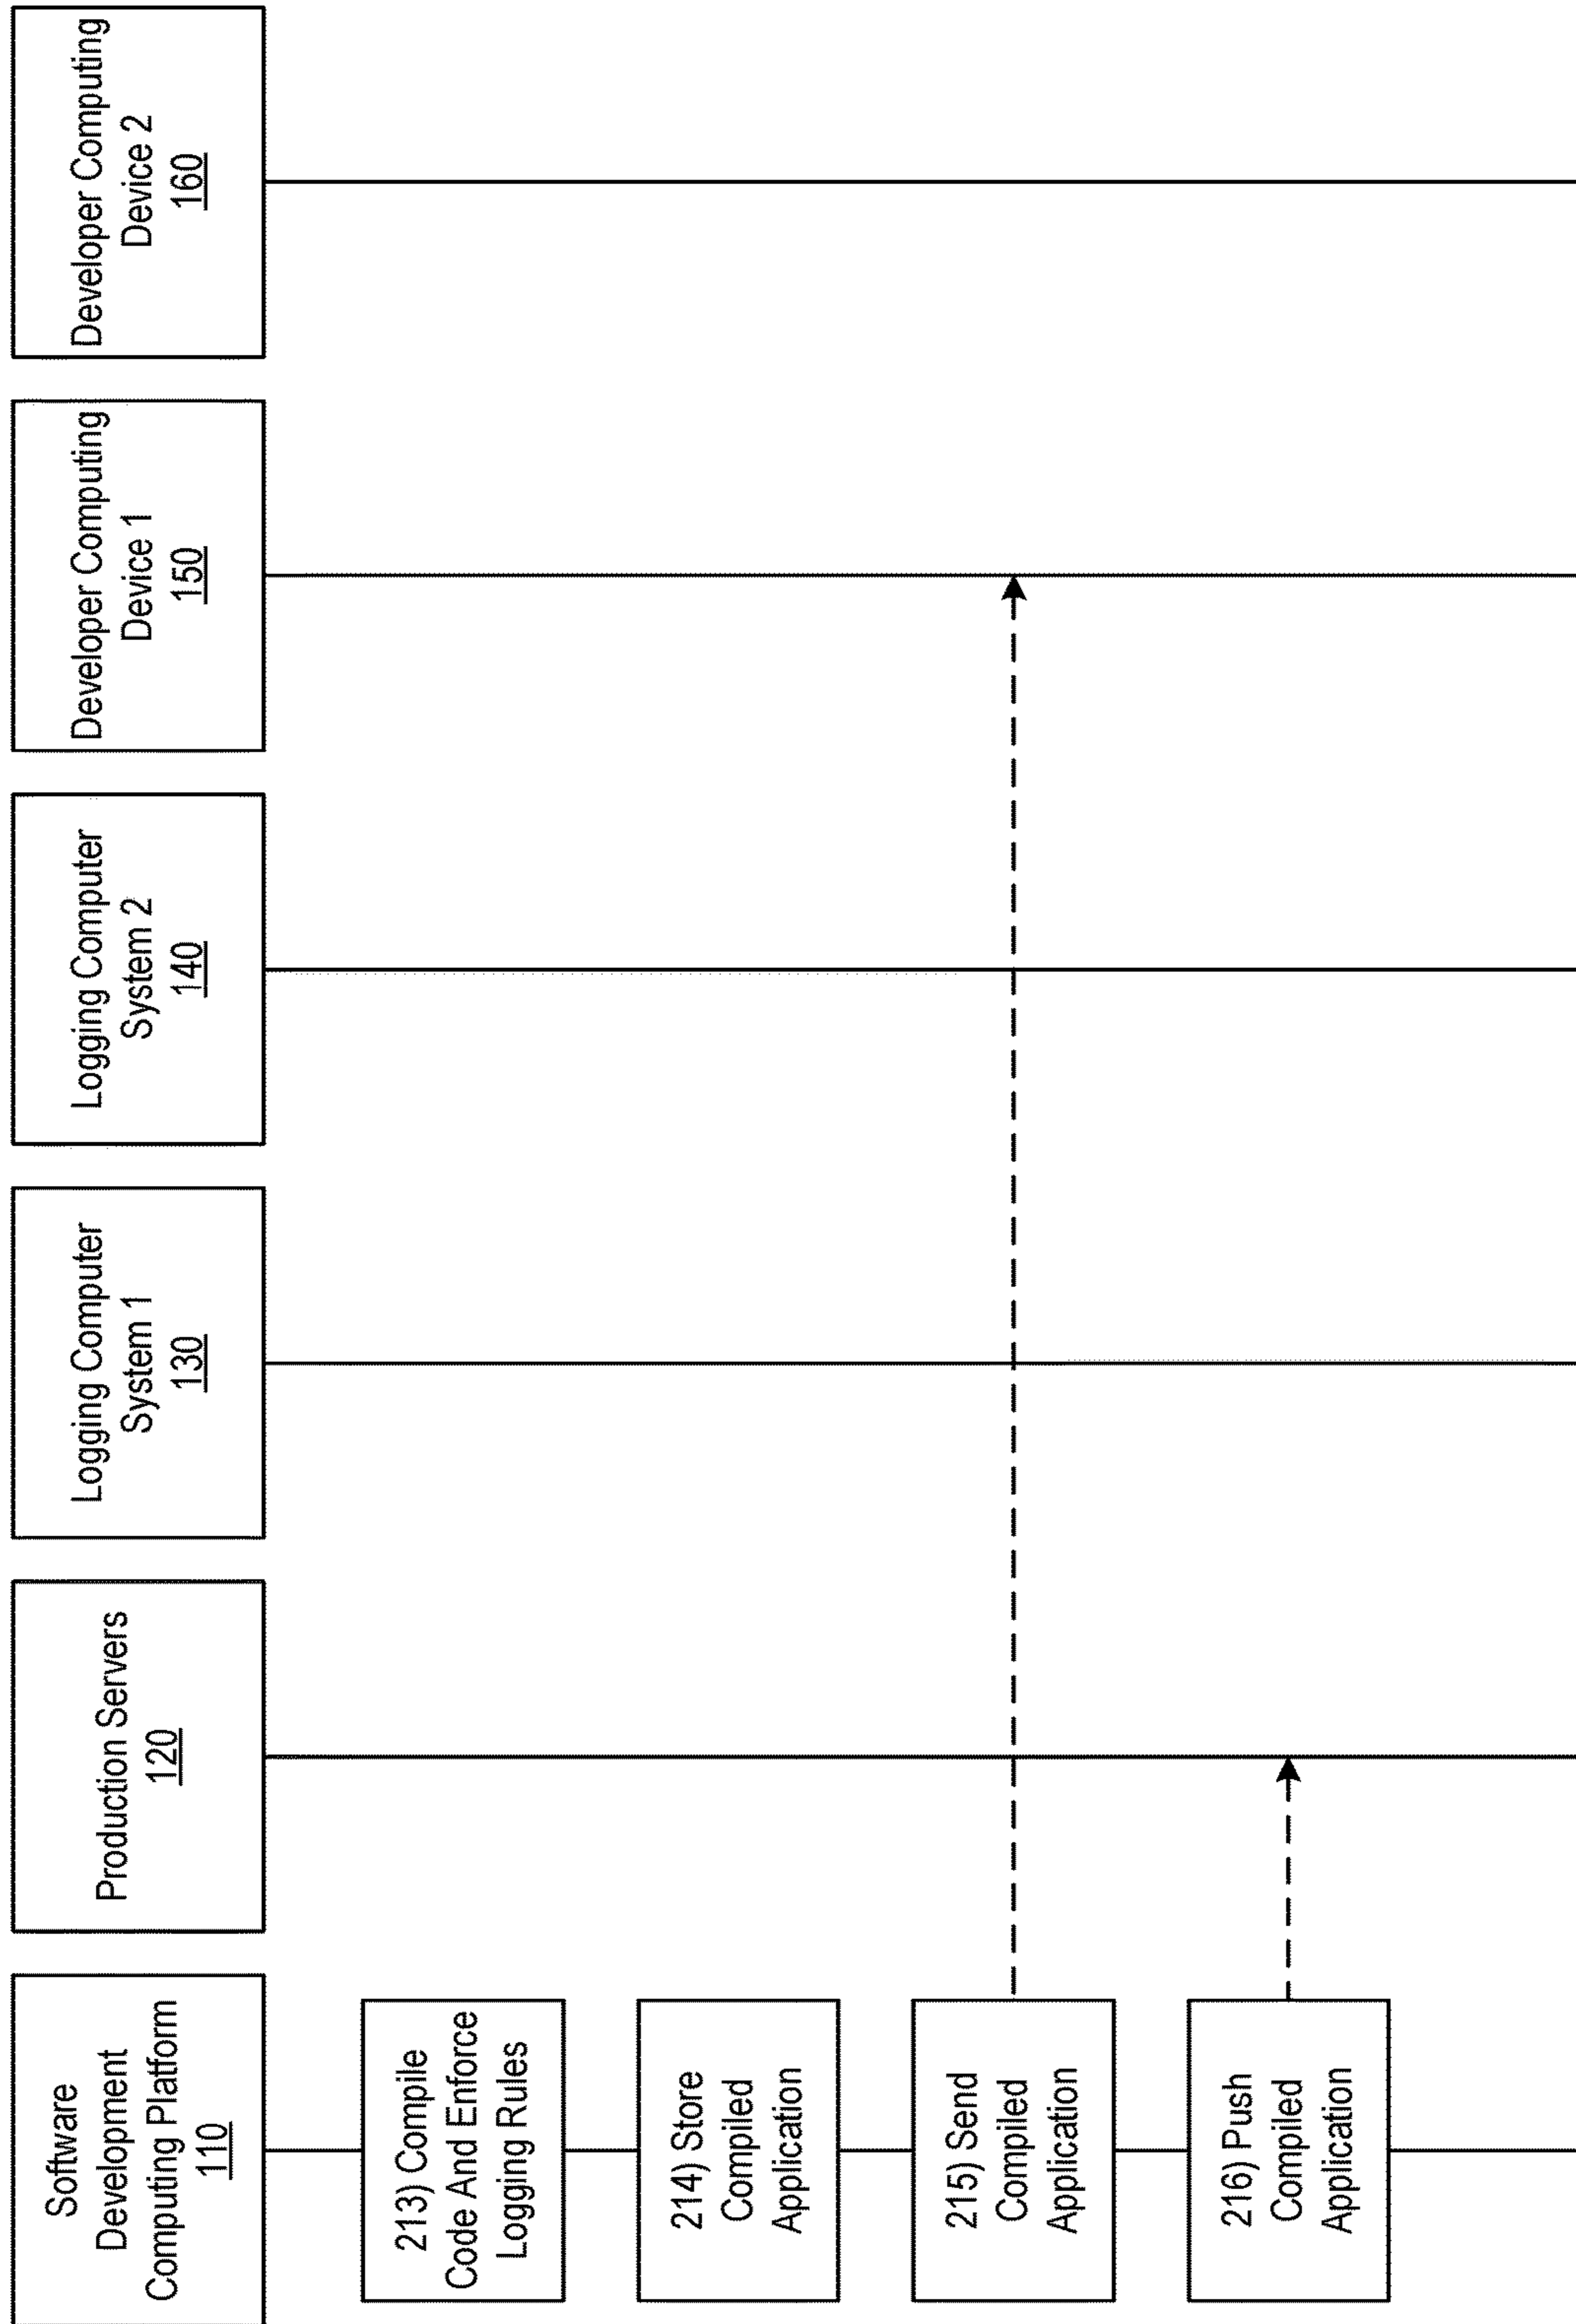 Software
Development
Computing Platform
110
Production Servers
120
Logging Computer
System 1
130
Logging Computer
System 2
140
Developer Computing
Device 1
150
Developer Computing
Device 2
160
213) Compile
Code And Enforce
Logging Rules
214) Store
Compiled
Application
215) Send
Compiled
Application
216) Push
Compiled
Application